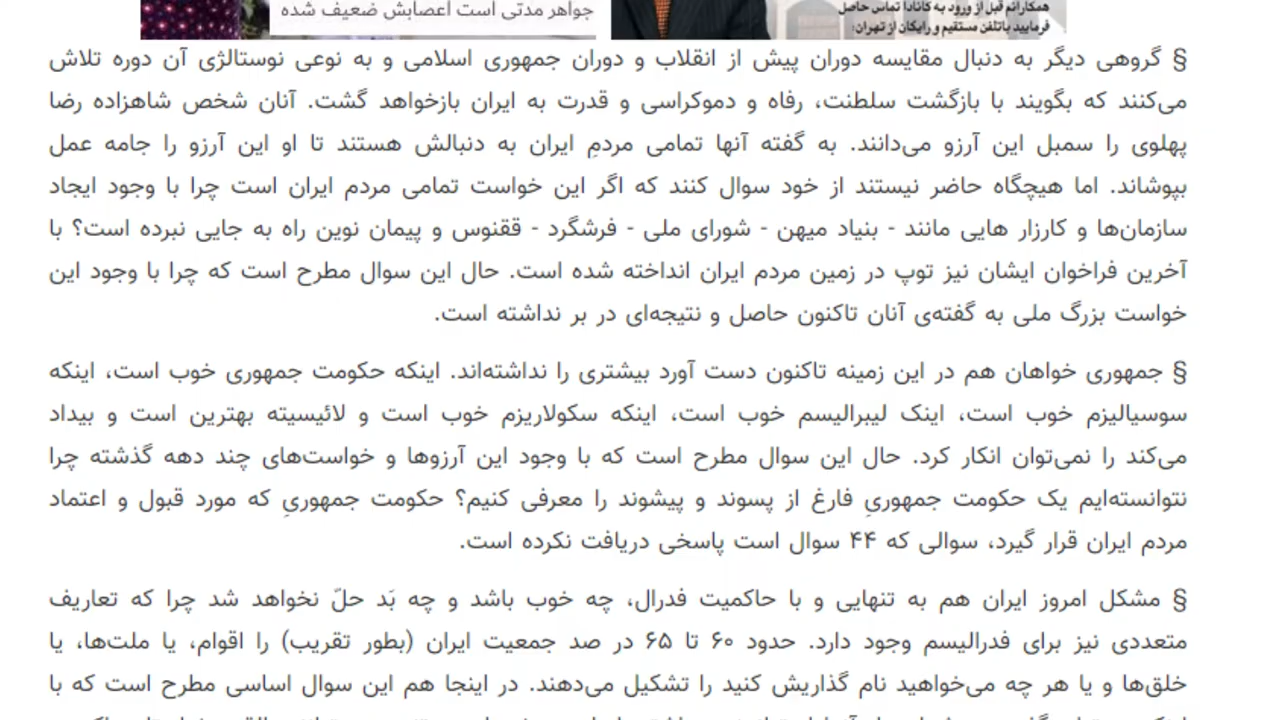 جواهر مدتی است اعصابش ضعیف شده
همکارانم قبل از ورود به کانادا تماس حاصل
فرمایید باتلفن مستقیم و رایگان از تهران:
§ گروهی دیگر به دنبال مقایسه دوران پیش از انقلاب و دوران جمهوری اسلامی و به نوعی نوستالژی آن دوره تلاش
می‌کنند که بگویند با بازگشت سلطنت، رفاه و دموکراسی و قدرت به ایران بازخواهد گشت. آنان شخص شاهزاده رضا
پهلوی را سمبل این آرزو می‌دانند. به گفته آنها تمامی مردمِ ایران به دنبالش هستند تا او این آرزو را جامه عمل
بپوشاند. اما هیچگاه حاضر نیستند از خود سوال کنند که اگر این خواست تمامی مردم ایران است چرا با وجود ایجاد
سازمان‌ها و کارزار هایی مانند - بنیاد میهن - شورای ملی - فرشگرد - ققنوس و پیمان نوین راه به جایی نبرده است؟ با
آخرین فراخوان ایشان نیز توپ در زمین مردم ایران انداخته شده است. حال این سوال مطرح است که چرا با وجود این
خواست بزرگ ملی به گفته‌ی آنان تاکنون حاصل و نتیجه‌ای در بر نداشته است.
§ جمهوری خواهان هم در این زمینه تاکنون دست آورد بیشتری را نداشته‌اند. اینکه حکومت جمهوری خوب است، اینکه
سوسیالیزم خوب است، اینک لیبرالیسم خوب است، اینکه سکولاریزم خوب است و لائیسیته بهترین است و بیداد
می‌کند را نمی‌توان انکار کرد. حال این سوال مطرح است که با وجود این آرزوها و خواست‌های چند دهه گذشته چرا
نتوانسته‌ایم یک حکومت جمهوریِ فارغ از پسوند و پیشوند را معرفی کنیم؟ حکومت جمهوریِ که مورد قبول و اعتماد
مردم ایران قرار گیرد، سوالی که ۴۴ سوال است پاسخی دریافت نکرده است.
§ مشکل امروز ایران هم به تنهایی و با حاکمیت فدرال، چه خوب باشد و چه بَد حلّ نخواهد شد چرا که تعاریف
متعددی نیز برای فدرالیسم وجود دارد. حدود ۶۰ تا ۶۵ در صد جمعیت ایران (بطور تقریب) را اقوام، یا ملت‌ها، یا
خلق‌ها و یا هر چه می‌خواهید نام گذاریش کنید را تشکیل می‌دهند. در اینجا هم این سوال اساسی مطرح است که با